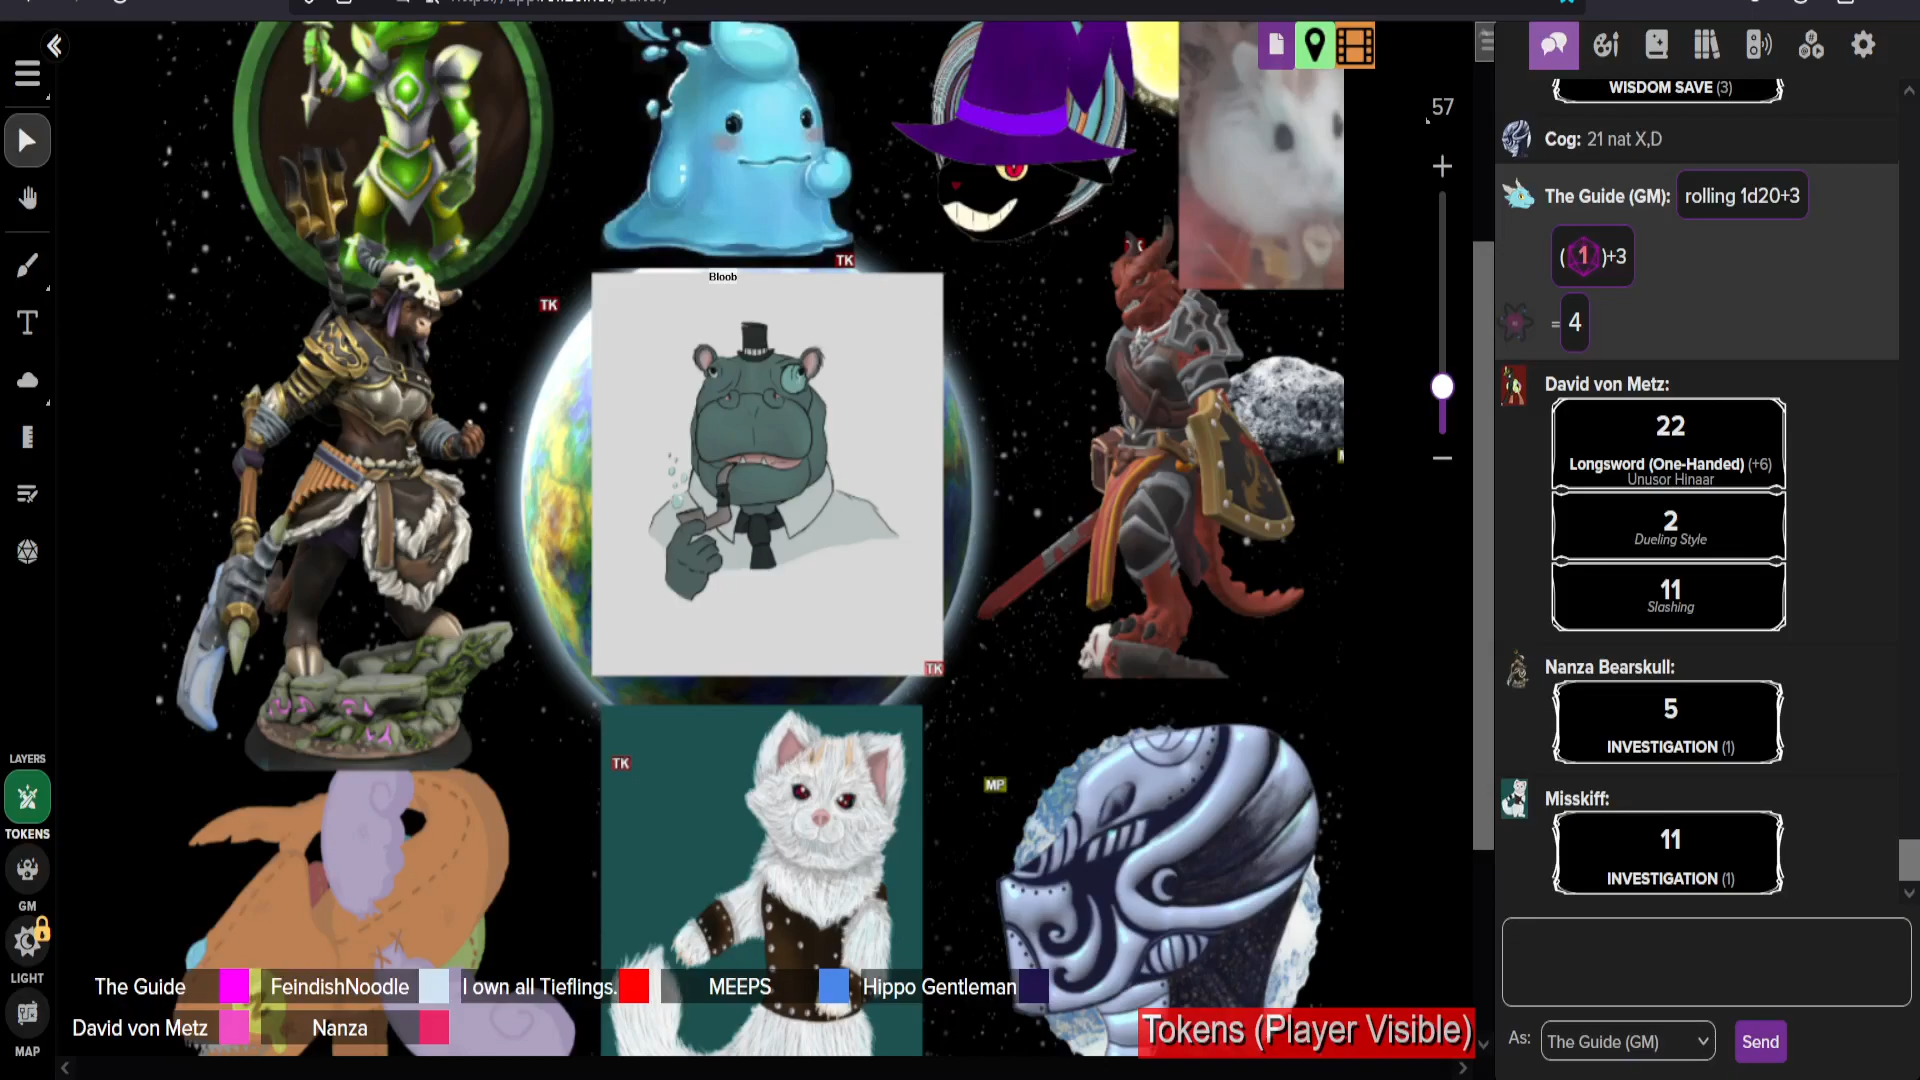 57
WISDOM SAVE (3)
Cog: 21 nat X,D
The Guide (GM): rolling 1d20+3
(1)+3
=4
David von Metz:
22
Longsword (One-Handed) (+6)
Unusor Hinaar
2
Dueling Style
11
Slashing
Nanza Bearskull:
5
INVESTIGATION (1)
Misskiff:
11
INVESTIGATION (1)
TK
Bloob
TK
TK
TK
MP
LAYERS
TOKENS
GM
LIGHT
MAP
The Guide
FeindishNoodle
I own all Tieflings.
MEEPS
Hippo Gentleman
David von Metz
Nanza
Tokens (Player Visible)
As:
The Guide (GM)
Send